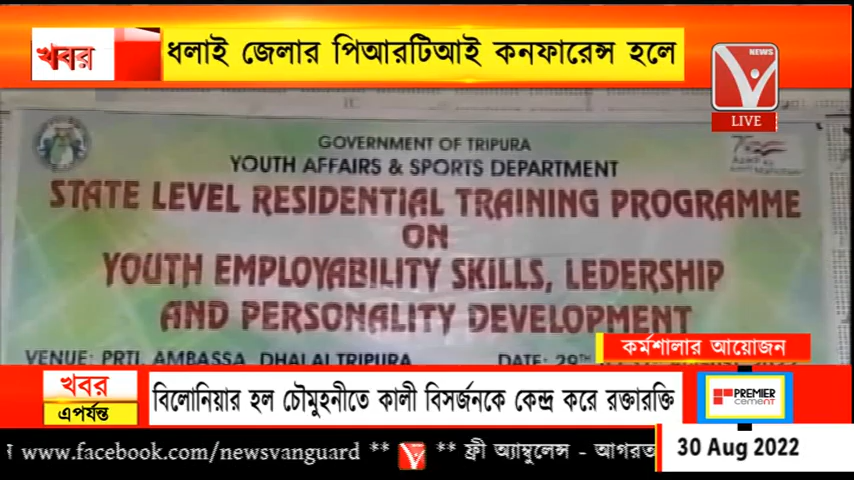 খবর
ধলাই জেলার পিআরটিআই কনফারেন্স হলে
NEWS
LIVE
GOVERNMENT OF TRIPURA
YOUTH AFFAIRS & SPORTS DEPARTMENT
STATE LEVEL RESIDENTIAL TRAINING PROGRAMME
ON
YOUTH EMPLOYABILITY SKILLS, LEDERSHIP
AND PERSONALITY DEVELOPMENT
VENUE: PRTI, AMBASSA, DHALAI TRIPURA
DATE: 29TH
কর্মশালার আয়োজন
খবর
এপর্যন্ত
বিলোনিয়ার হল চৌমুহনীতে কালী বিসর্জনকে কেন্দ্র করে রক্তারক্তি
PREMIER
cement
www.facebook.com/newsvanguard ** ** ফ্রী অ্যাম্বুলেন্স - আগরত
30 Aug 2022